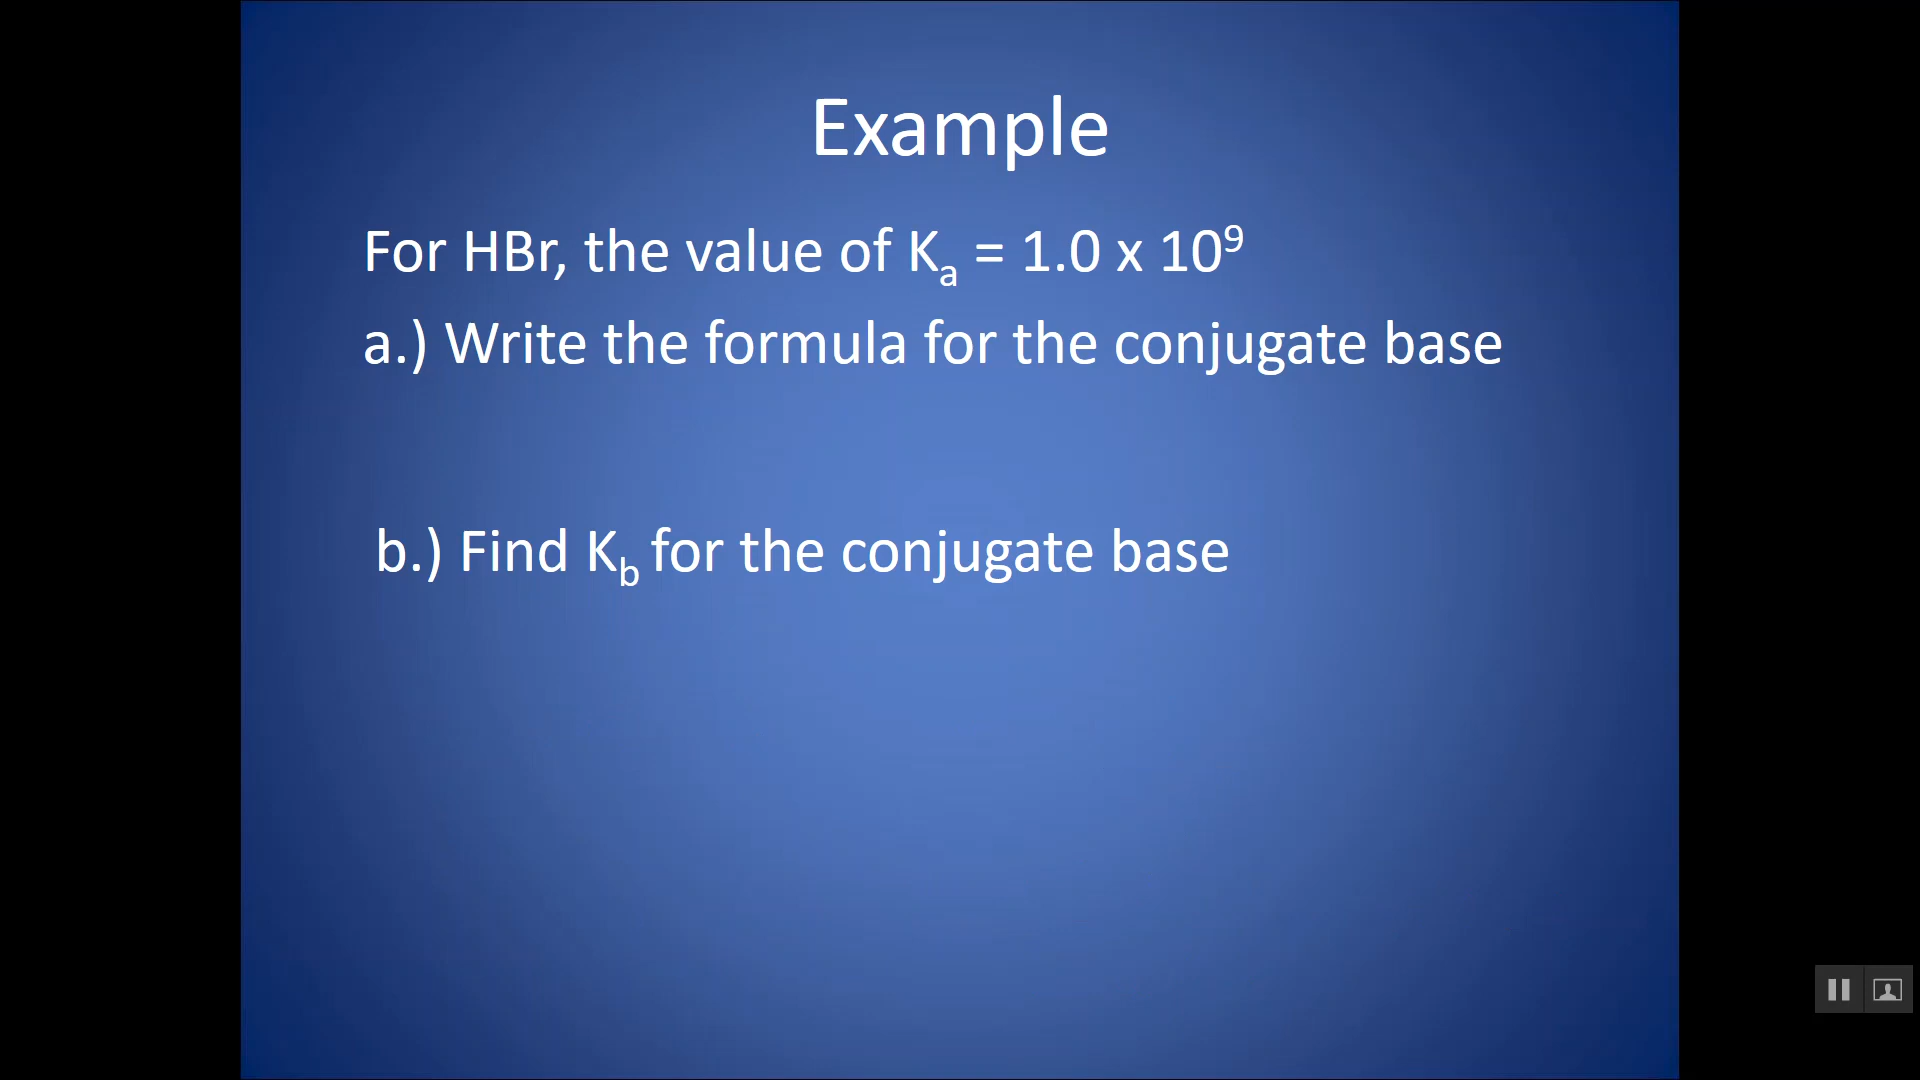 Example
For HBr, the value of Kₐ = 1.0 x 10⁹
a.) Write the formula for the conjugate base
b.) Find K_b for the conjugate base